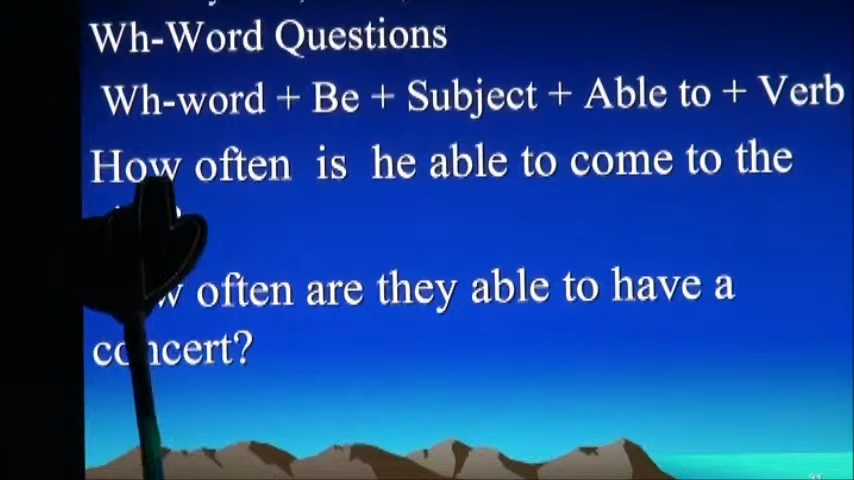 Wh-Word Questions
Wh-word + Be + Subject + Able to + Verb
How often is he able to come to the
often are they able to have a
concert?